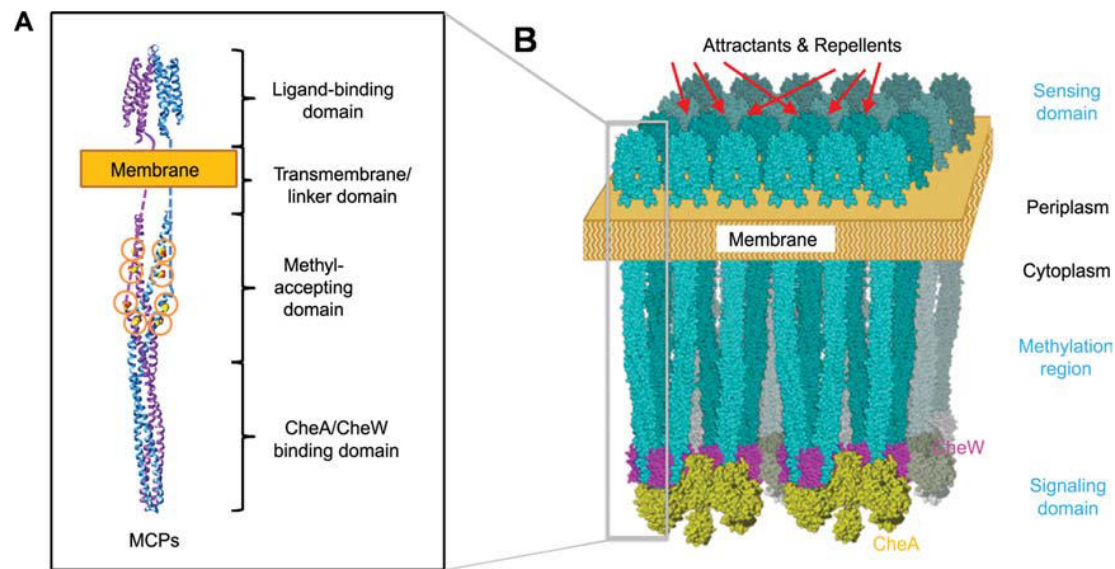 A
Ligand-binding
domain
Membrane
Transmembrane/
linker domain
Methyl-
accepting
domain
CheA/CheW
binding domain
MCPs
B
Attractants & Repellents
Sensing
domain
Periplasm
Membrane
Cytoplasm
Methylation
region
CheW
Signaling
domain
CheA